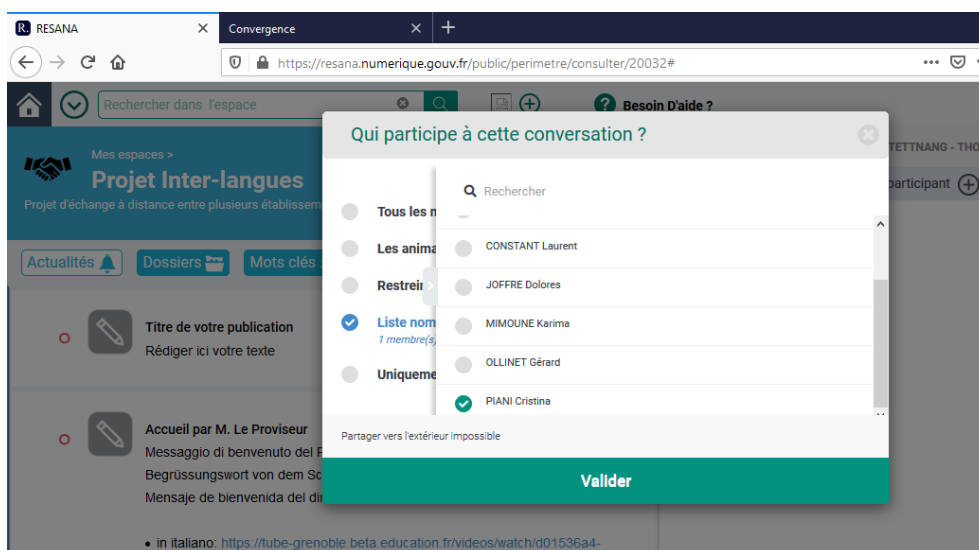 R. RESANA
Convergence
https://resana.numerique.gouv.fr/public/perimetre/consulter/20032#
Rechercher dans l'espace
Besoin D'aide ?
Qui participe à cette conversation ?
TETTNANG - THO
participant
Mes espaces >
Projet Inter-langues
Projet d'échange à distance entre plusieurs établissem
Rechercher
Tous les
Les anima
CONSTANT Laurent
Actualités
Dossiers
Mots clés
Restrein
JOFFRE Dolores
Titre de votre publication
Rédiger ici votre texte
Liste nom
1 membre(s)
MIMOUNE Karima
OLLINET Gérard
Uniqueme
PIANI Cristina
Accueil par M. Le Proviseur
Messaggio di benvenuto del
Begrüssungswort von dem Sc
Mensaje de bienvenida del di
Partager vers l'extérieur impossible
Valider
• in italiano: https://tube-grenoble.beta.education.fr/videos/watch/d01536a4-